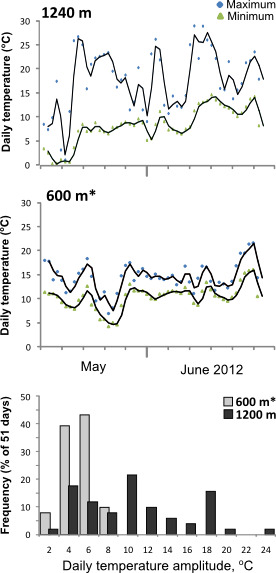 1240 m
Maximum
Minimum
Daily temperature (°C)
30
25
20
15
10
5
0
600 m*
Daily temperature (°C)
30
25
20
15
10
5
0
May
June 2012
Frequency (% of 51 days)
50
40
30
20
10
0
600 m*
1200 m
2 4 6 8 10 12 14 16 18 20 22 24
Daily temperature amplitude, °C